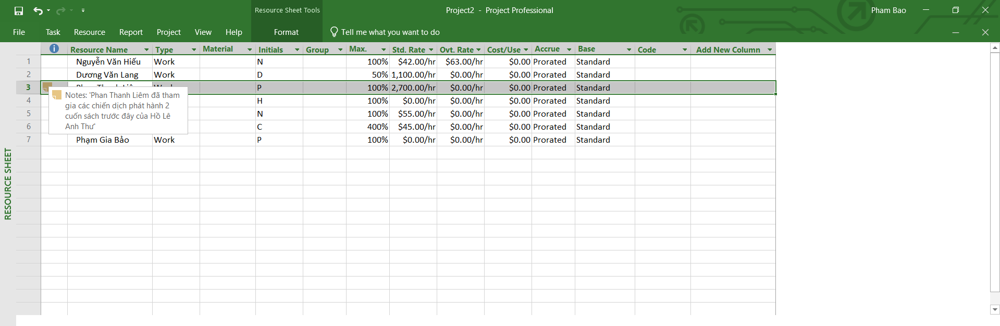 Resource Sheet Tools
Project2 - Project Professional
Pham Bao
File Task Resource Report Project View Help Format Tell me what you want to do
Resource Name Type Material Initials Group Max. Std. Rate Ovt. Rate Cost/Use Accrue Base Code Add New Column
1 Nguyễn Văn Hiếu Work N 100% $42.00/hr $63.00/hr $0.00 Prorated Standard
2 Dương Văn Lang Work D 50% 1,100.00/hr $0.00/hr $0.00 Prorated Standard
3 P 100% 2,700.00/hr $0.00/hr $0.00 Prorated Standard
Notes: 'Phan Thanh Liêm đã tham
gia các chiến dịch phát hành 2
cuốn sách trước đây của Hồ Lê
Anh Thư'
4 H 100% $0.00/hr $0.00/hr $0.00 Prorated Standard
5 N 100% $55.00/hr $0.00/hr $0.00 Prorated Standard
6 C 400% $45.00/hr $0.00/hr $0.00 Prorated Standard
7 Phạm Gia Bảo Work P 100% $0.00/hr $0.00/hr $0.00 Prorated Standard
RESOURCE SHEET